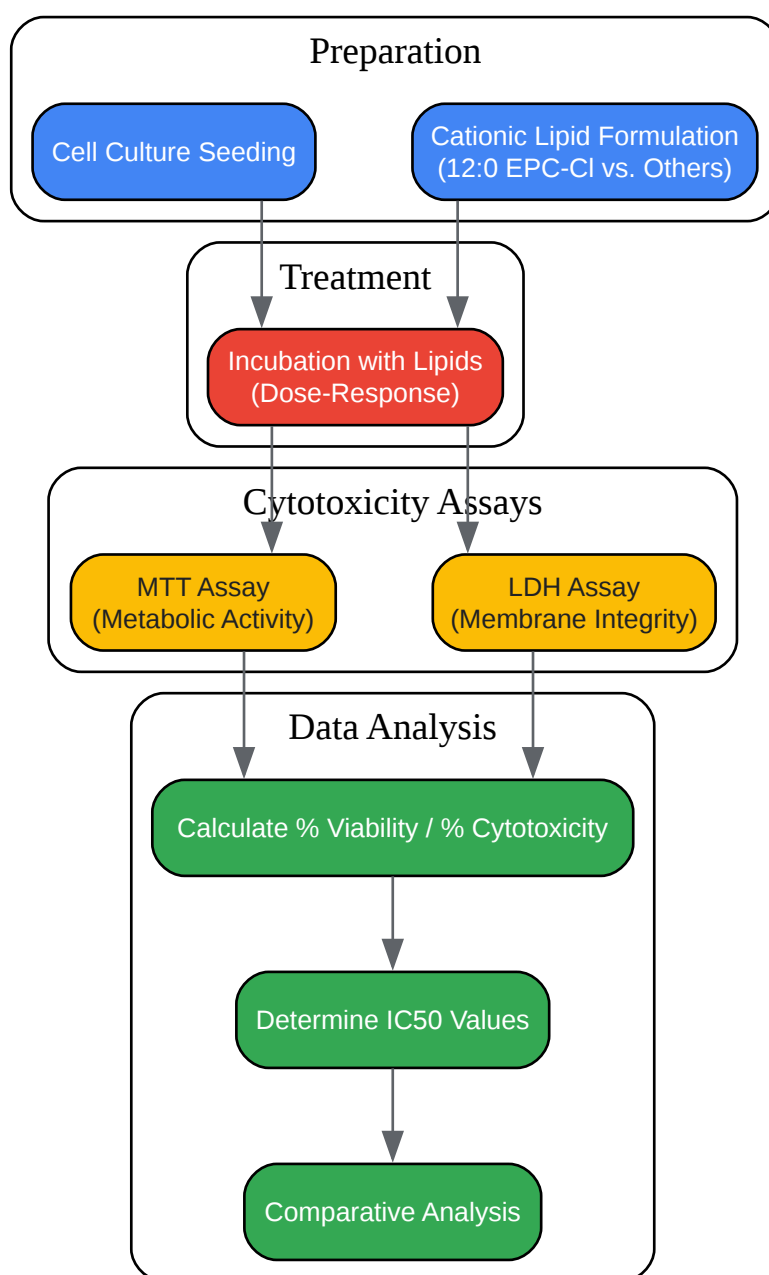 Preparation
Cell Culture Seeding
Cationic Lipid Formulation
(12:0 EPC-Cl vs. Others)
Treatment
Incubation with Lipids
(Dose-Response)
Cytotoxicity Assays
MTT Assay
(Metabolic Activity)
LDH Assay
(Membrane Integrity)
Data Analysis
Calculate % Viability / % Cytotoxicity
Determine IC50 Values
Comparative Analysis